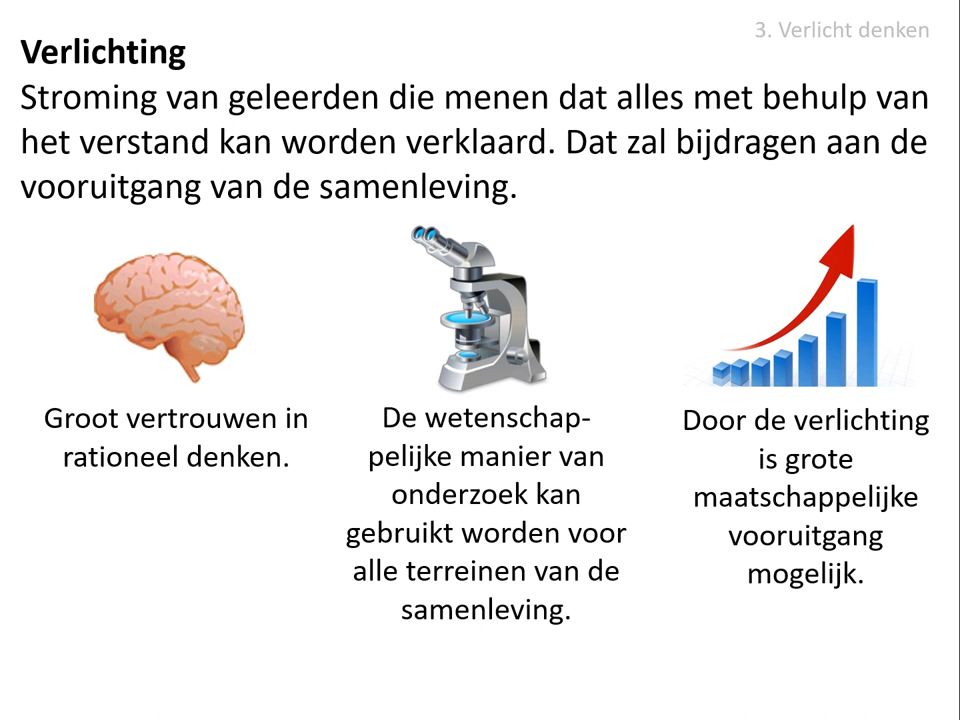 3. Verlicht denken
Verlichting
Stroming van geleerden die menen dat alles met behulp van
het verstand kan worden verklaard. Dat zal bijdragen aan de
vooruitgang van de samenleving.
Groot vertrouwen in
rationeel denken.
De wetenschap-
pelijke manier van
onderzoek kan
gebruikt worden voor
alle terreinen van de
samenleving.
Door de verlichting
is grote
maatschappelijke
vooruitgang
mogelijk.